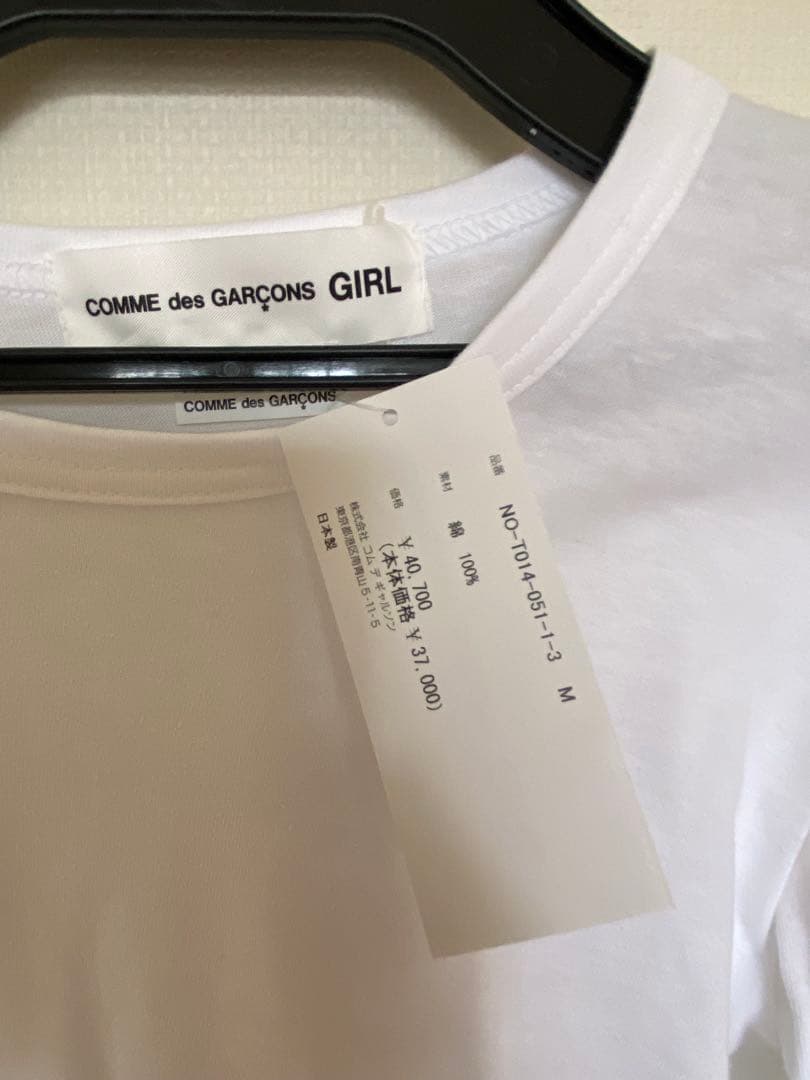 COMME des GARÇONS GIRL
COMME des GARÇONS
品番 NO-T014-051-1-3 M
素材 綿 100%
価格 ¥40,700
(本体価格 ¥37,000)
株式会社 コム デ ギャルソン
東京都港区南青山5-11-5
日本製